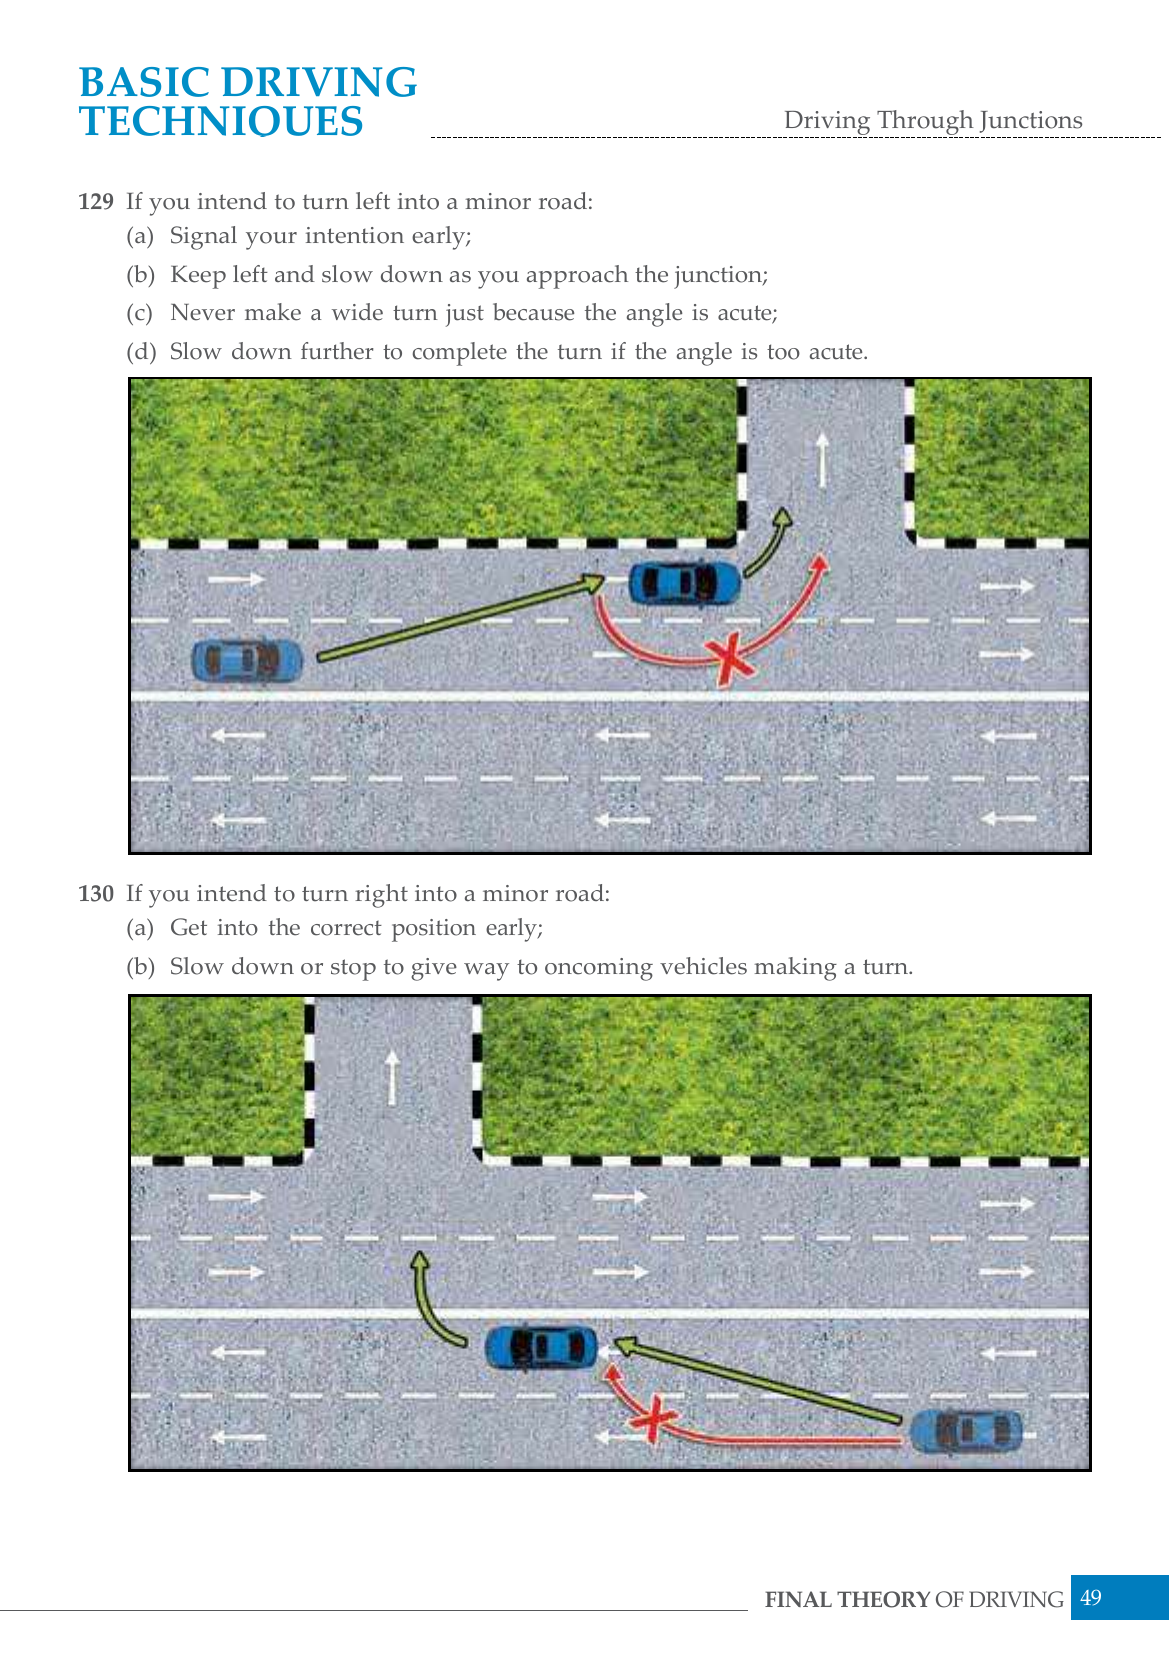 BASIC DRIVING
TECHNIQUES
Driving Through Junctions
129 If you intend to turn left into a minor road:
(a) Signal your intention early;
(b) Keep left and slow down as you approach the junction;
(c) Never make a wide turn just because the angle is acute;
(d) Slow down further to complete the turn if the angle is too acute.
130 If you intend to turn right into a minor road:
(a) Get into the correct position early;
(b) Slow down or stop to give way to oncoming vehicles making a turn.
FINAL THEORY OF DRIVING 49